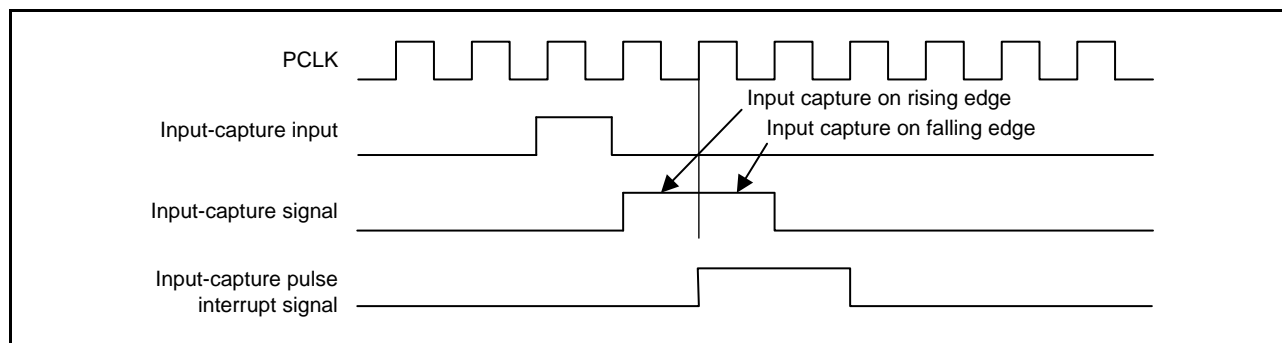 PCLK
Input capture on rising edge
Input-capture input
Input capture on falling edge
Input-capture signal
Input-capture pulse
interrupt signal